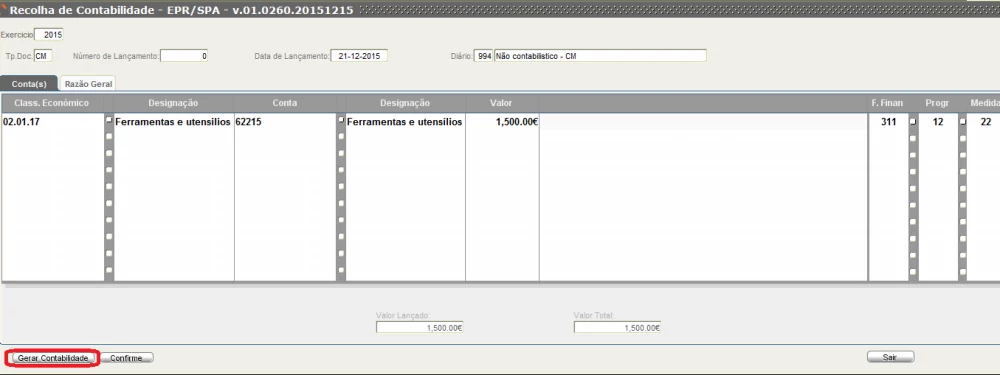 Recolha de Contabilidade - EPR/SPA - v.01.0260.20151215
Exercicio 2015
Tp.Doc. CM Número de Lançamento: 0 Data de Lançamento: 21-12-2015 Diário: 994 Não contabilistico - CM
Conta(s) Razão Geral
Class. Económico Designação Conta Designação Valor F. Finan Progr Medida
02.01.17 Ferramentas e utensilios 62215 Ferramentas e utensilios 1,500.00€ 311 12 22
Valor Lançado: Valor Total:
1,500.00€ 1,500.00€
Gerar Contabilidade Confirme Sair